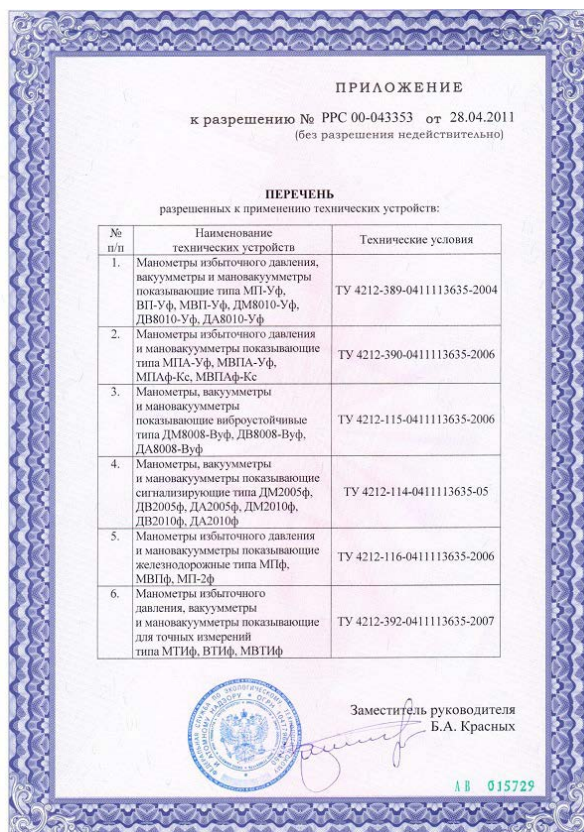 ПРИЛОЖЕНИЕ
к разрешению № РРС 00-043353 от 28.04.2011
(без разрешения недействительно)
ПЕРЕЧЕНЬ
разрешенных к применению технических устройств:
№ п/п
Наименование технических устройств
Технические условия
1.
Манометры избыточного давления,
вакуумметры и мановакуумметры
показывающие типа МП-Уф,
ВП-Уф, МВП-Уф, ДМ8010-Уф,
ДВ8010-Уф, ДА8010-Уф
ТУ 4212-389-0411113635-2004
2.
Манометры избыточного давления
и мановакуумметры показывающие
типа МПА-Уф, МВПА-Уф,
МПАф-Кс, МВПАф-Кс
ТУ 4212-390-0411113635-2006
3.
Манометры, вакуумметры
и мановакуумметры
показывающие виброустойчивые
типа ДМ8008-Вуф, ДВ8008-Вуф,
ДА8008-Вуф
ТУ 4212-115-0411113635-2006
4.
Манометры, вакуумметры
и мановакуумметры показывающие
сигнализирующие типа ДМ2005ф,
ДВ2005ф, ДА2005ф, ДМ2010ф,
ДВ2010ф, ДА2010ф
ТУ 4212-114-0411113635-05
5.
Манометры избыточного давления
и мановакуумметры показывающие
железнодорожные типа МПф,
МВПф, МП-2ф
ТУ 4212-116-0411113635-2006
6.
Манометры избыточного
давления, вакуумметры
и мановакуумметры показывающие
для точных измерений
типа МТИф, ВТИф, МВТИф
ТУ 4212-392-0411113635-2007
Заместитель руководителя
Б.А. Красных
АВ 015729